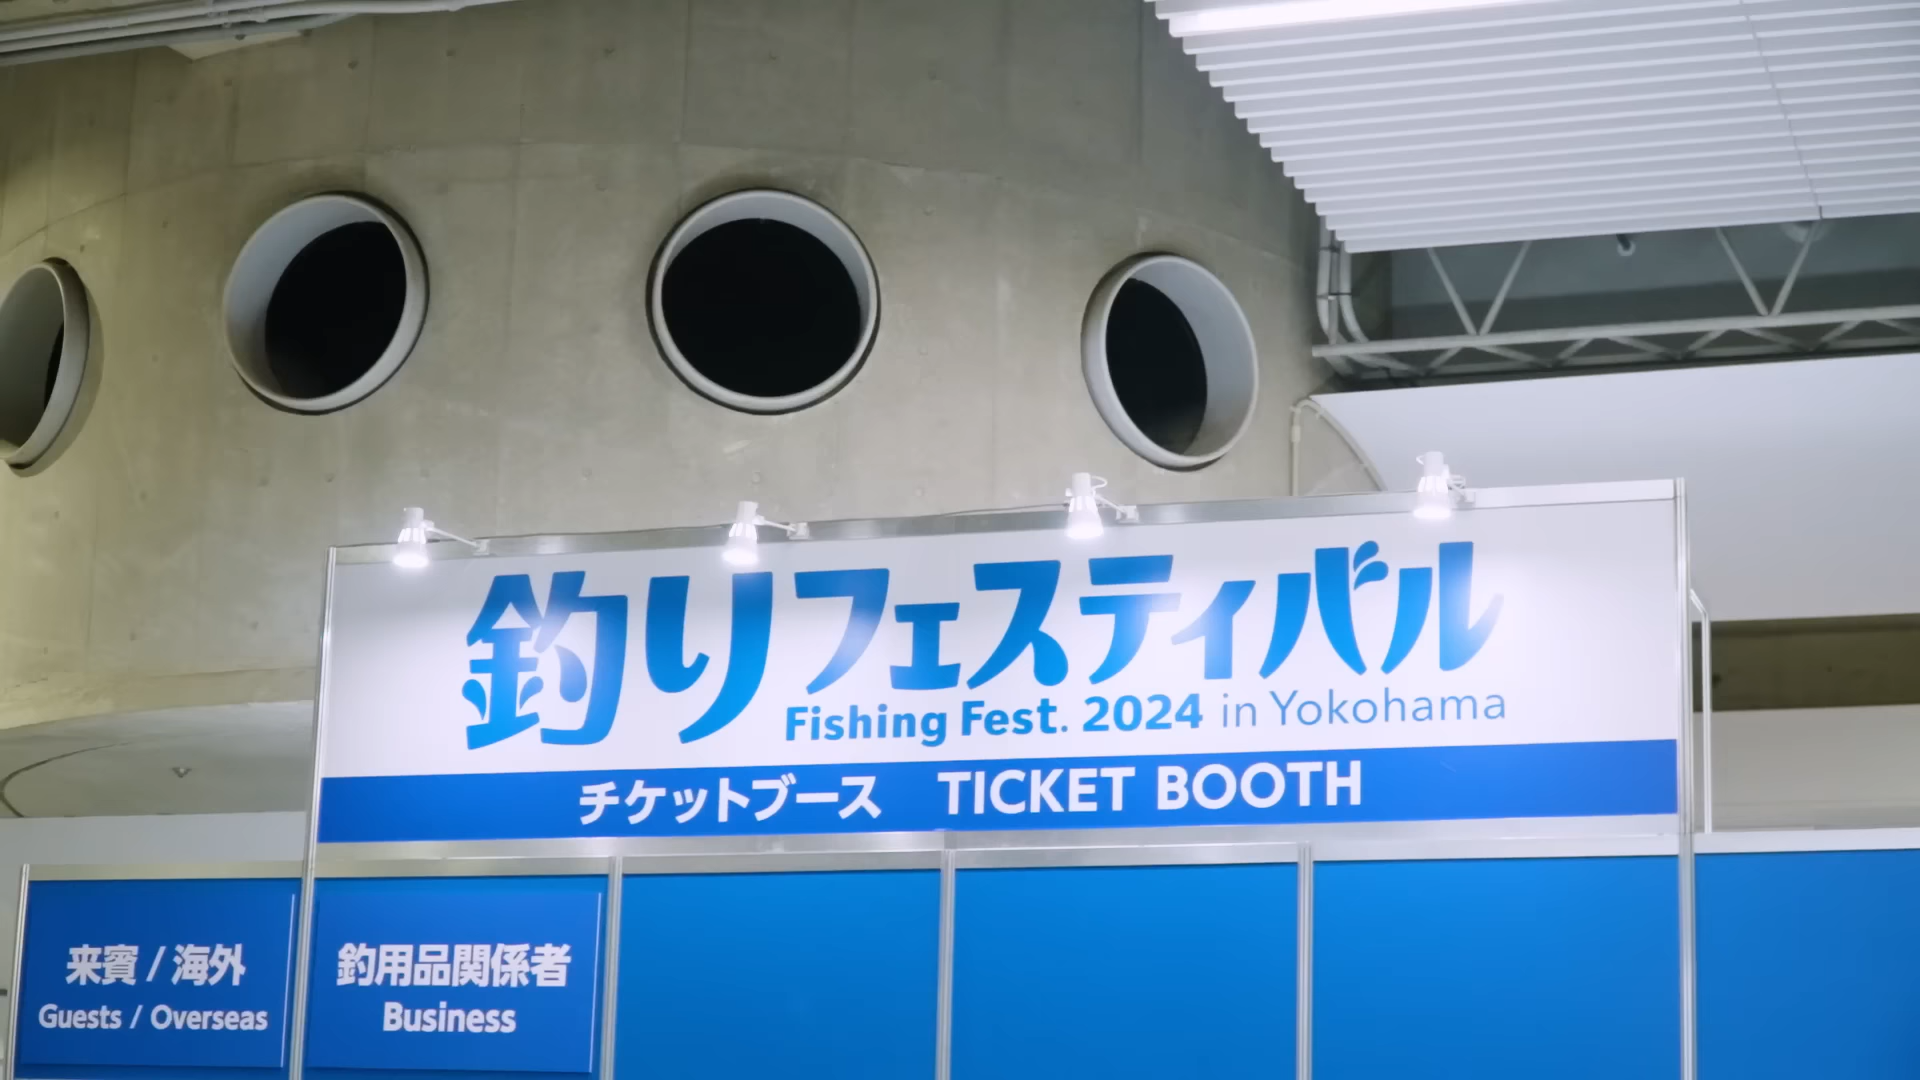 釣りフェスティバル
Fishing Fest. 2024 in Yokohama
チケットブース TICKET BOOTH
来賓 / 海外
Guests / Overseas
釣用品関係者
Business